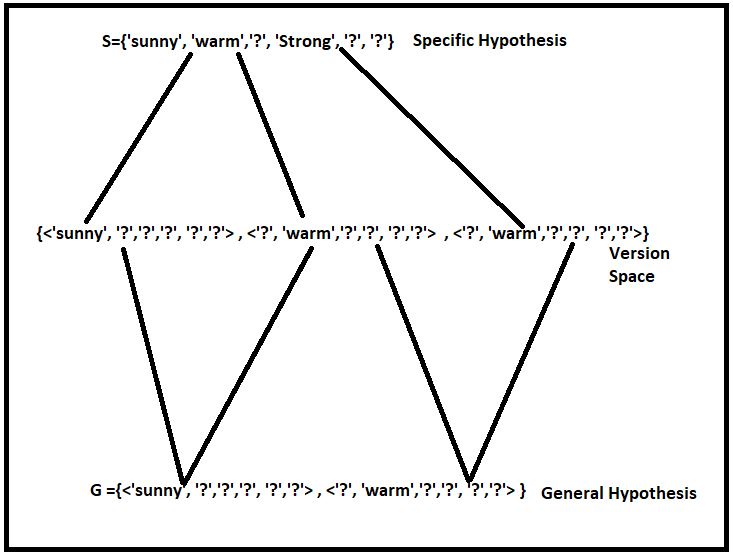 S={'sunny', 'warm','?', 'Strong', '?', '?'} Specific Hypothesis
{<'sunny', '?','?','?', '?','?'> , <'?', 'warm','?','?', '?','?'> , <'?', 'warm','?','?', '?','?'>}
Version
Space
G ={<'sunny', '?','?','?', '?','?'> , <'?', 'warm','?','?', '?','?'> } General Hypothesis